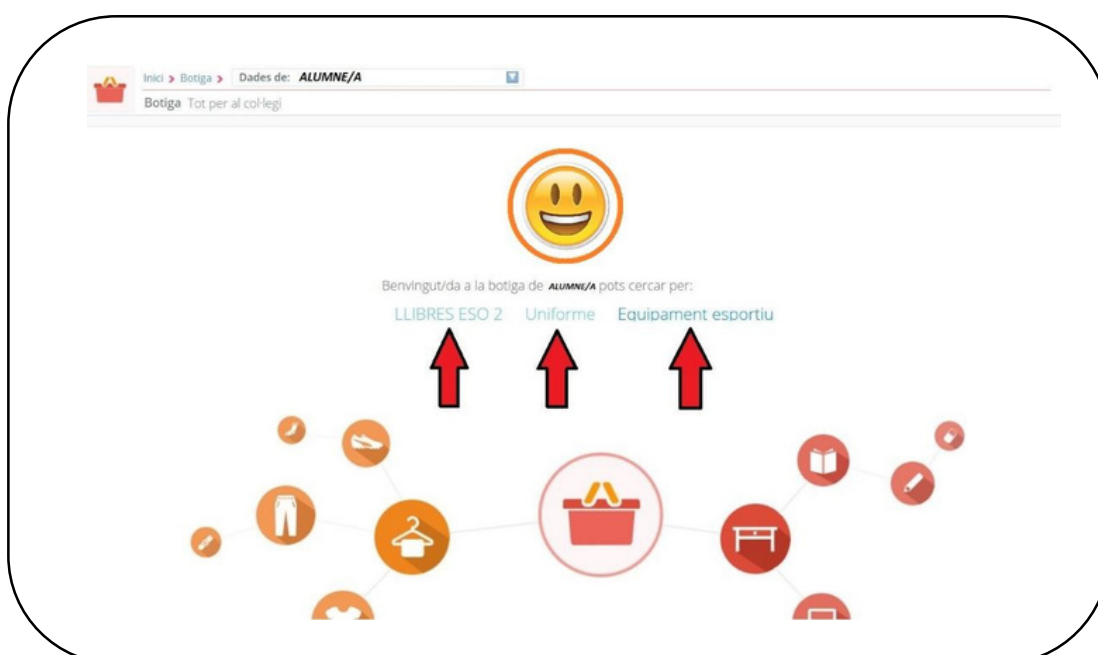 Inici > Botiga > Dades de: ALUMNE/A
Botiga Tot per al col·legi
Benvingut/da a la botiga de ALUMNE/A pots cercar per:
LLIBRES ESO 2 Uniforme Equipament esportiu